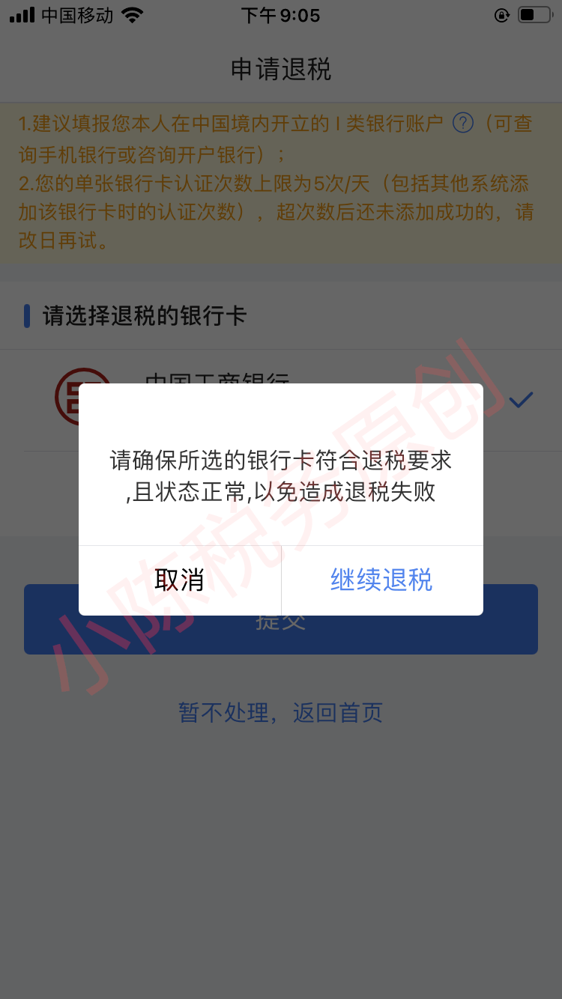 中国移动
下午9:05
申请退税
1.建议填报您本人在中国境内开立的 I 类银行账户 ?（可查
询手机银行或咨询开户银行）；
2.您的单张银行卡认证次数上限为5次/天（包括其他系统添
加该银行卡时的认证次数），超次数后还未添加成功的，请
改日再试。
请选择退税的银行卡
中国工商银行
请确保所选的银行卡符合退税要求
,且状态正常,以免造成退税失败
取消
继续退税
提交
暂不处理，返回首页
小陈税务原创